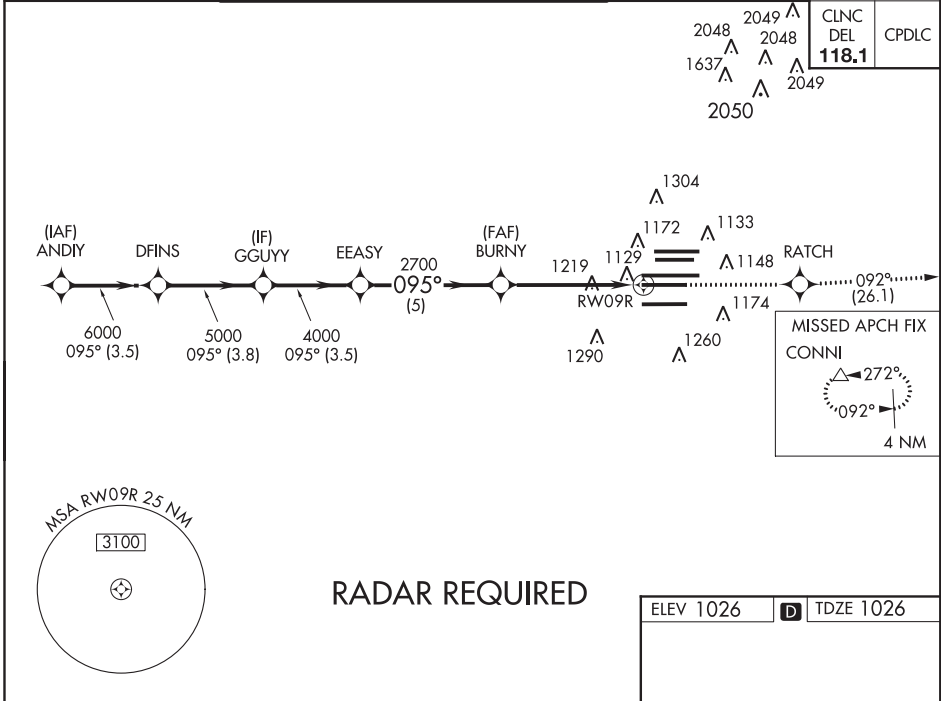 2049
2048
2048
1637
2049
2050
CLNC
DEL
118.1
CPDLC
1304
1172
1133
1129
1219
1148
1174
1260
1290
(IAF)
ANDIY
DFINS
(IF)
GGUYY
EEASY
2700
095°
(5)
(FAF)
BURNY
RW09R
RATCH
092°
(26.1)
6000
095° (3.5)
5000
095° (3.8)
4000
095° (3.5)
MISSED APCH FIX
CONNI
272°
092°
4 NM
MSA RW09R 25 NM
3100
RADAR REQUIRED
ELEV 1026
D
TDZE 1026